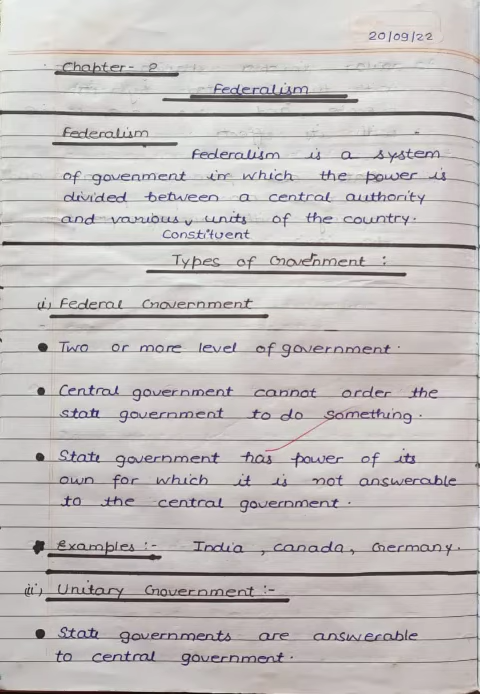 20/09/22
Chapter- 2
Federalism
Federalism
Federalism is a system
of govenment in which the power is
divided between a central authority
and various, units of the country.
Constituent
Types of Government :
(i) Federal Government
• Two or more level of government.
• Central government cannot order the
state government to do something.
• State government has power of its
own for which it is not answerable
to the central government.
• Examples :- India, Canada, Germany.
(ii) Unitary Government :-
• State governments are answerable
to central government.